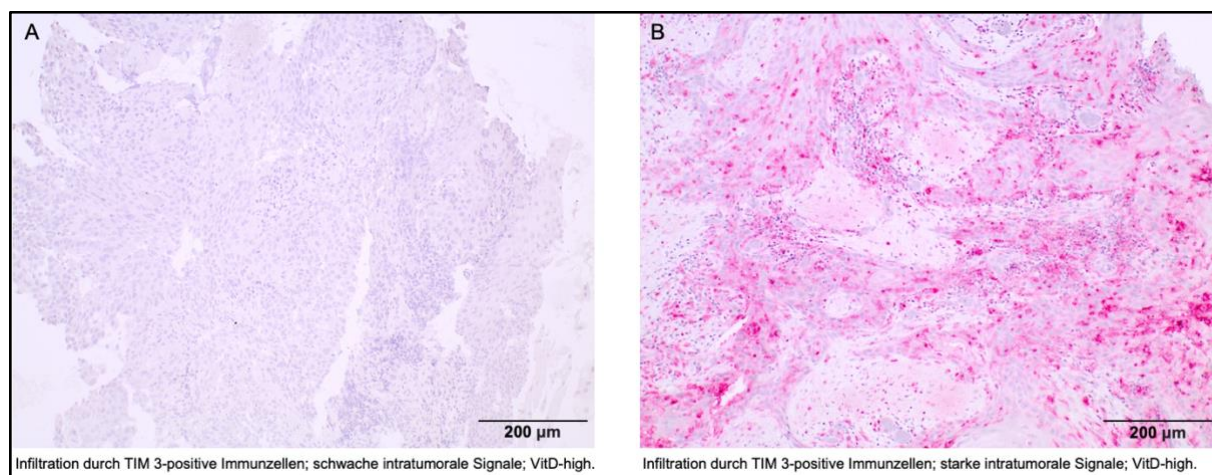 A
B
200 µm
200 µm
Infiltration durch TIM 3-positive Immunzellen; schwache intratumorale Signale; VitD-high.
Infiltration durch TIM 3-positive Immunzellen; starke intratumorale Signale; VitD-high.